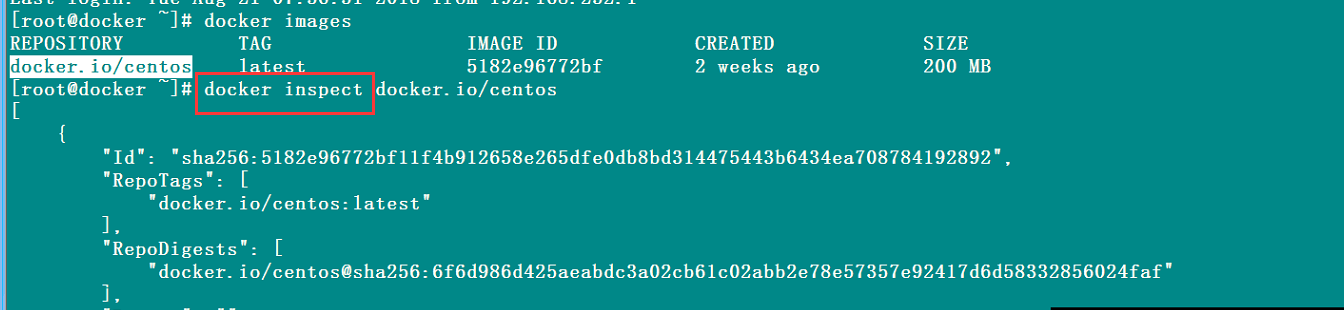 [root@docker ~]# docker images
REPOSITORY TAG IMAGE ID CREATED SIZE
docker.io/centos latest 5182e96772bf 2 weeks ago 200 MB
[root@docker ~]# docker inspect docker.io/centos
[
{
"Id": "sha256:5182e96772bf11f4b912658e265dfe0db8bd314475443b6434ea708784192892",
"RepoTags": [
"docker.io/centos:latest"
],
"RepoDigests": [
"docker.io/centos@sha256:6f6d986d425aeabdc3a02cb61c02abb2e78e57357e92417d6d58332856024faf"
],